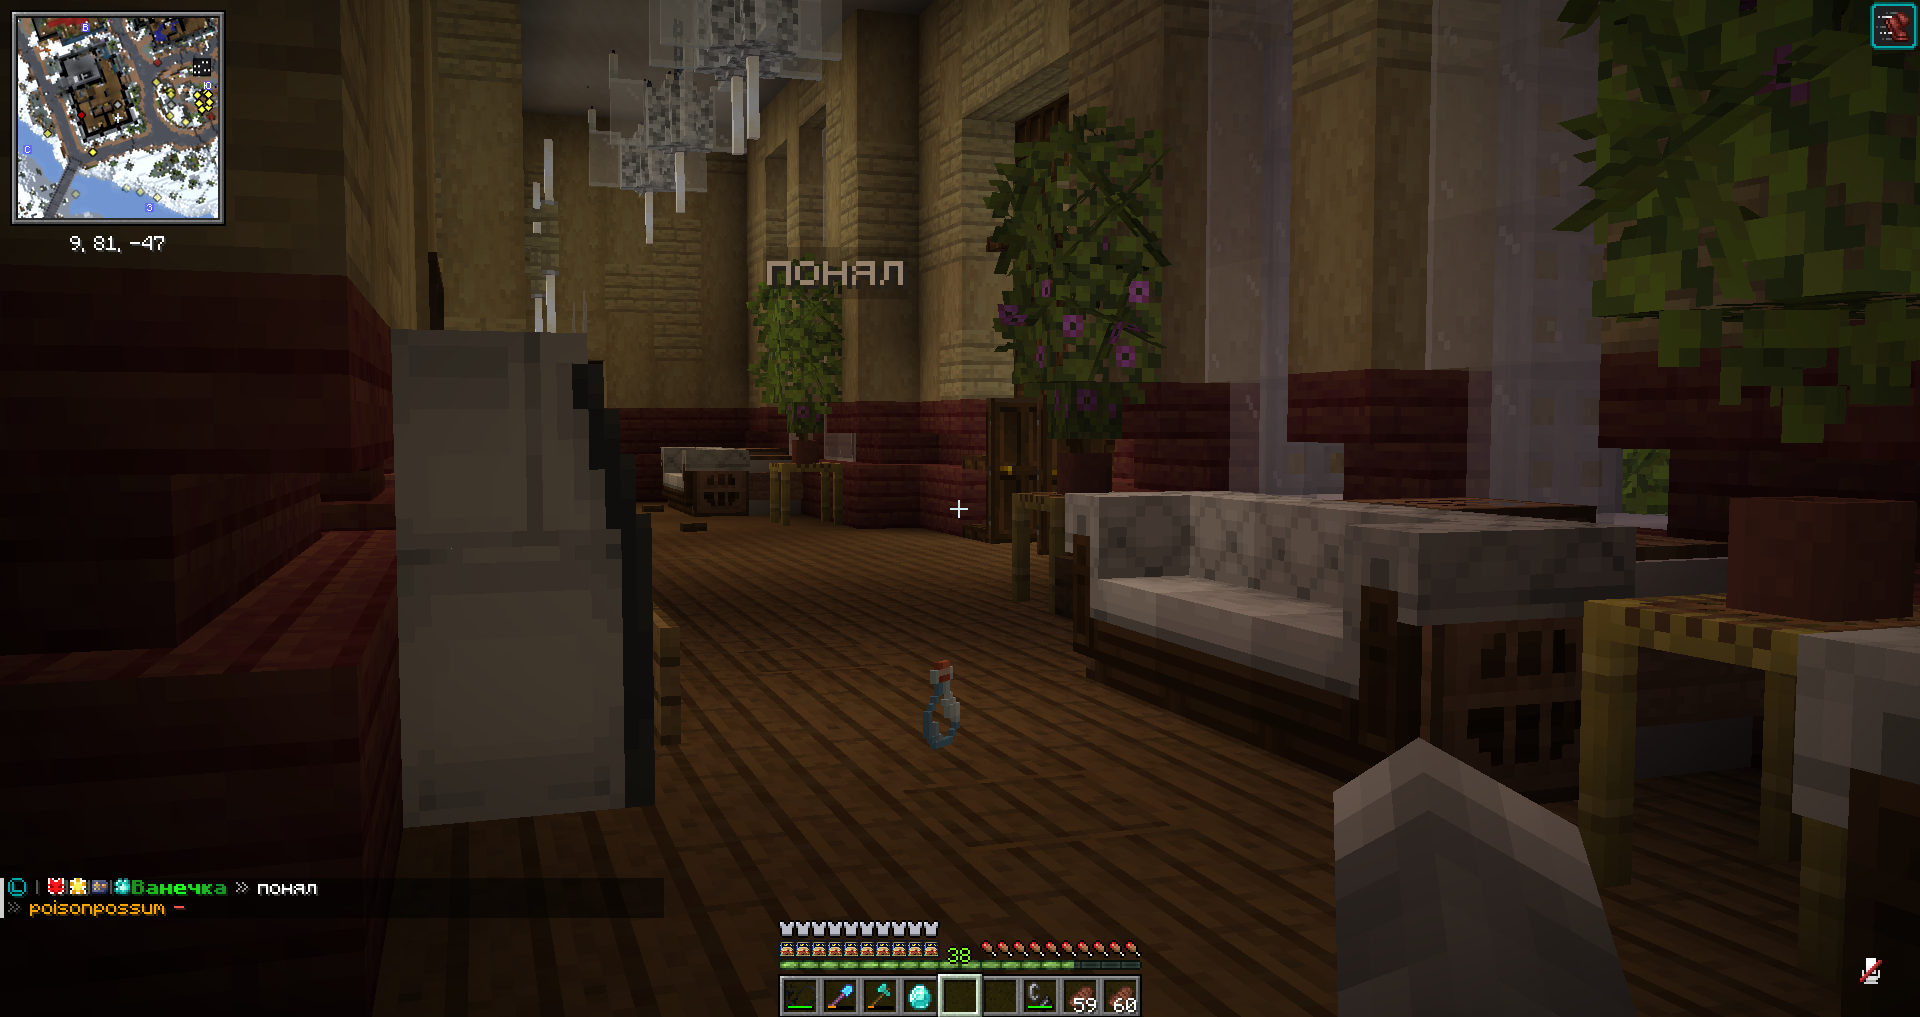 В
Ю
С
З
9, 81, -47
понял
Ванечка » понял
» poisonpossum -
38
59
60